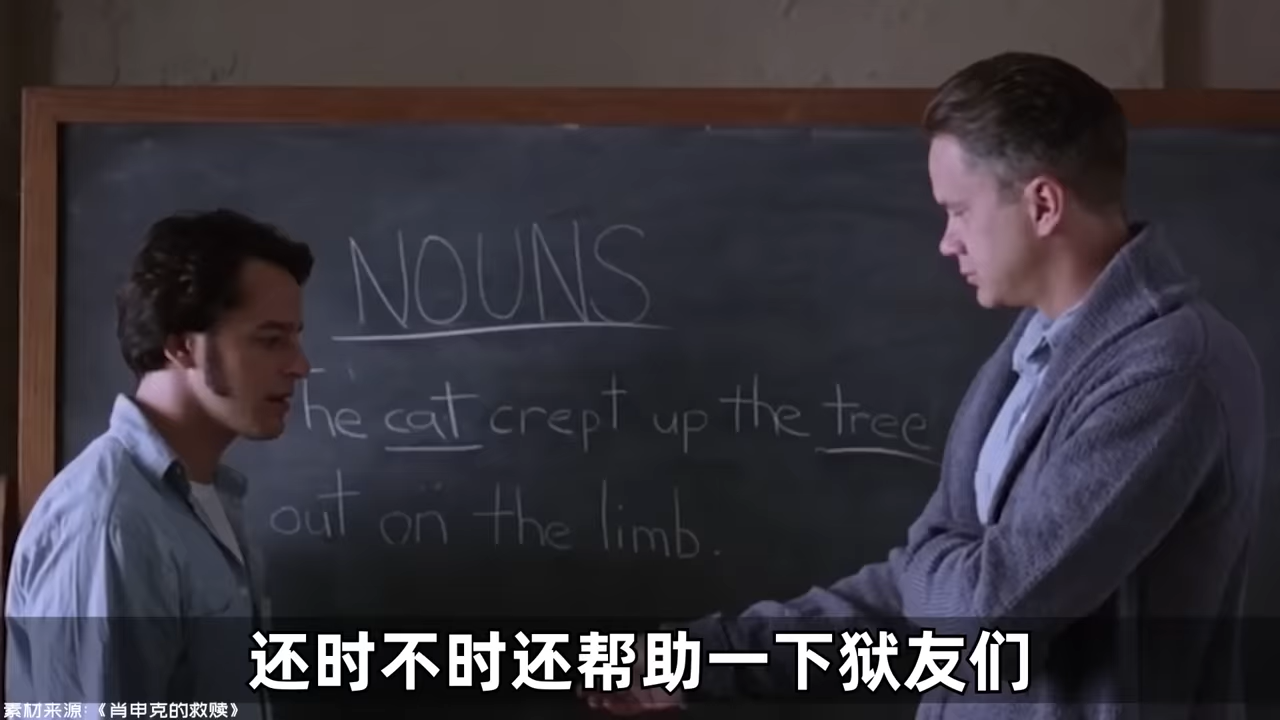 NOUNS
The cat crept up the tree
out on the limb.
还时不时还帮助一下狱友们
素材来源:《肖申克的救赎》